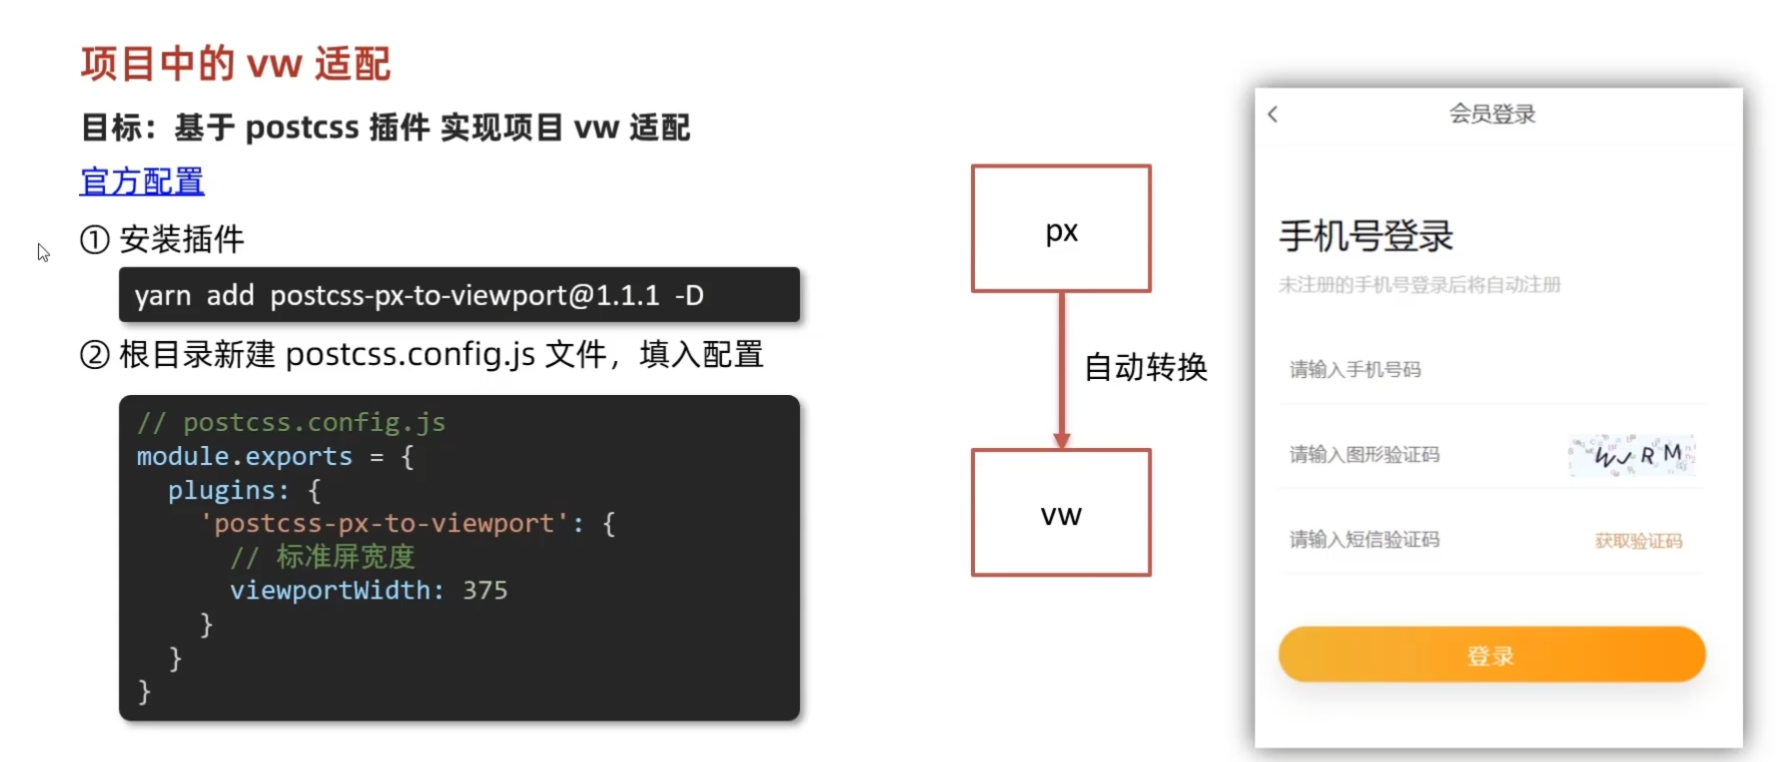 项目中的 vw 适配
目标：基于 postcss 插件 实现项目 vw 适配
官方配置
① 安装插件
yarn add postcss-px-to-viewport@1.1.1 -D
② 根目录新建 postcss.config.js 文件，填入配置
// postcss.config.js
module.exports = {
  plugins: {
    'postcss-px-to-viewport': {
      // 标准屏宽度
      viewportWidth: 375
    }
  }
}
px
自动转换
vw
会员登录
手机号登录
未注册的手机号登录后将自动注册
请输入手机号码
请输入图形验证码
请输入短信验证码 获取验证码
登录